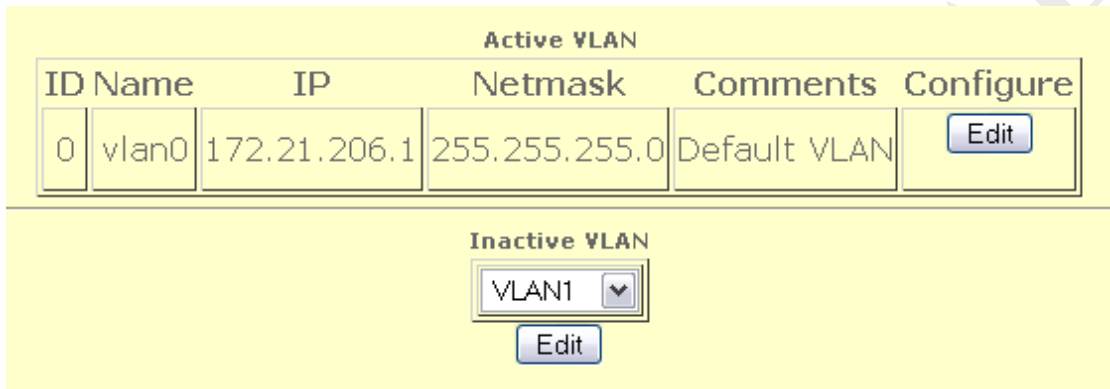 Active VLAN
ID Name IP Netmask Comments Configure
0 vlan0 172.21.206.1 255.255.255.0 Default VLAN Edit
Inactive VLAN
VLAN1
Edit